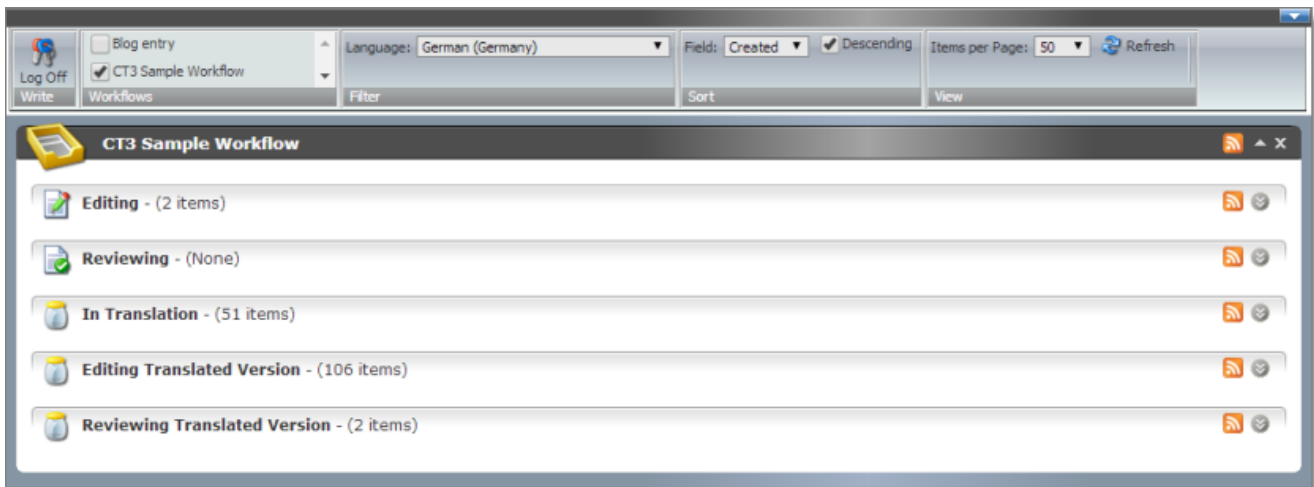 Blog entry
Log Off
CT3 Sample Workflow
Write
Workflows
Language: German (Germany)
Filter
Field: Created
Descending
Sort
Items per Page: 50
Refresh
View
CT3 Sample Workflow
Editing - (2 items)
Reviewing - (None)
In Translation - (51 items)
Editing Translated Version - (106 items)
Reviewing Translated Version - (2 items)